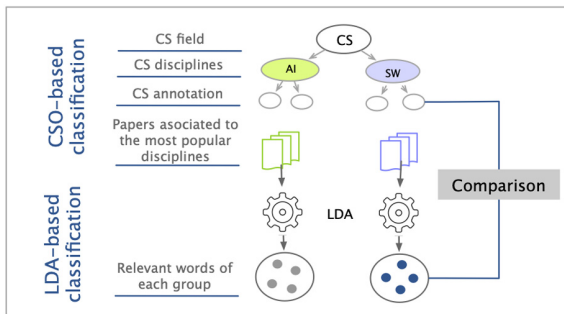 CSO-based
classification
CS field
CS disciplines
CS annotation
Papers asociated to
the most popular
disciplines
CS
AI
SW
Comparison
LDA-based
classification
LDA
Relevant words of
each group